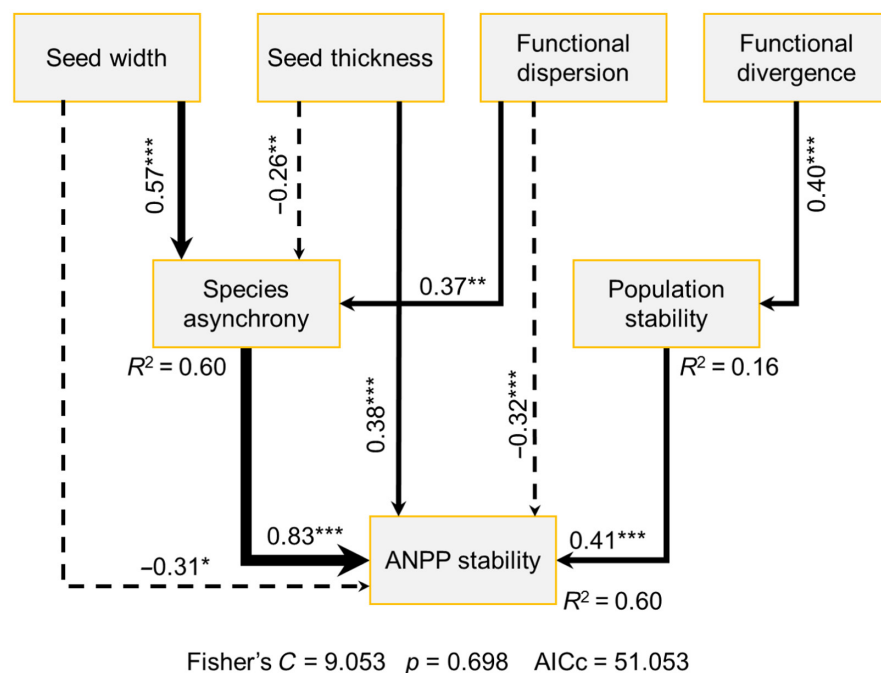 Seed width
Seed thickness
Functional
dispersion
Functional
divergence
0.57***
−0.26**
0.40***
Species
asynchrony
0.37**
Population
stability
R² = 0.60
R² = 0.16
0.38***
−0.32***
0.83***
ANPP stability
0.41***
−0.31*
R² = 0.60
Fisher's C = 9.053 p = 0.698 AICc = 51.053